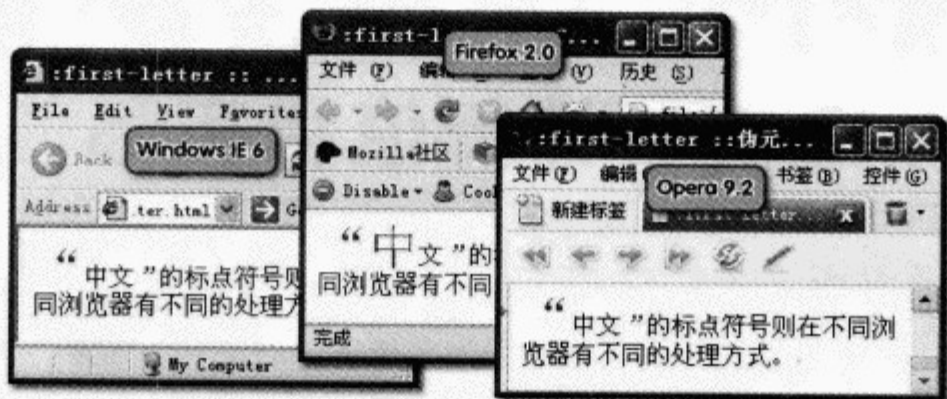 :first-letter :: ...
File Edit View Favorites
Back
Windows IE 6
Address ter.html
“中文”的标点符号则
同浏览器有不同的处理方
My Computer
:first-l
Firefox 2.0
文件 (F) 编辑 (V) 历史 (S)
Mozilla社区
Disable Cook
“中文”的
同浏览器有不同
完成
:first-letter ::伪元...
文件 (F) 编辑 书签 (B) 控件 (G)
Opera 9.2
新建标签 :first-letter...
“中文”的标点符号则在不同浏
览器有不同的处理方式。